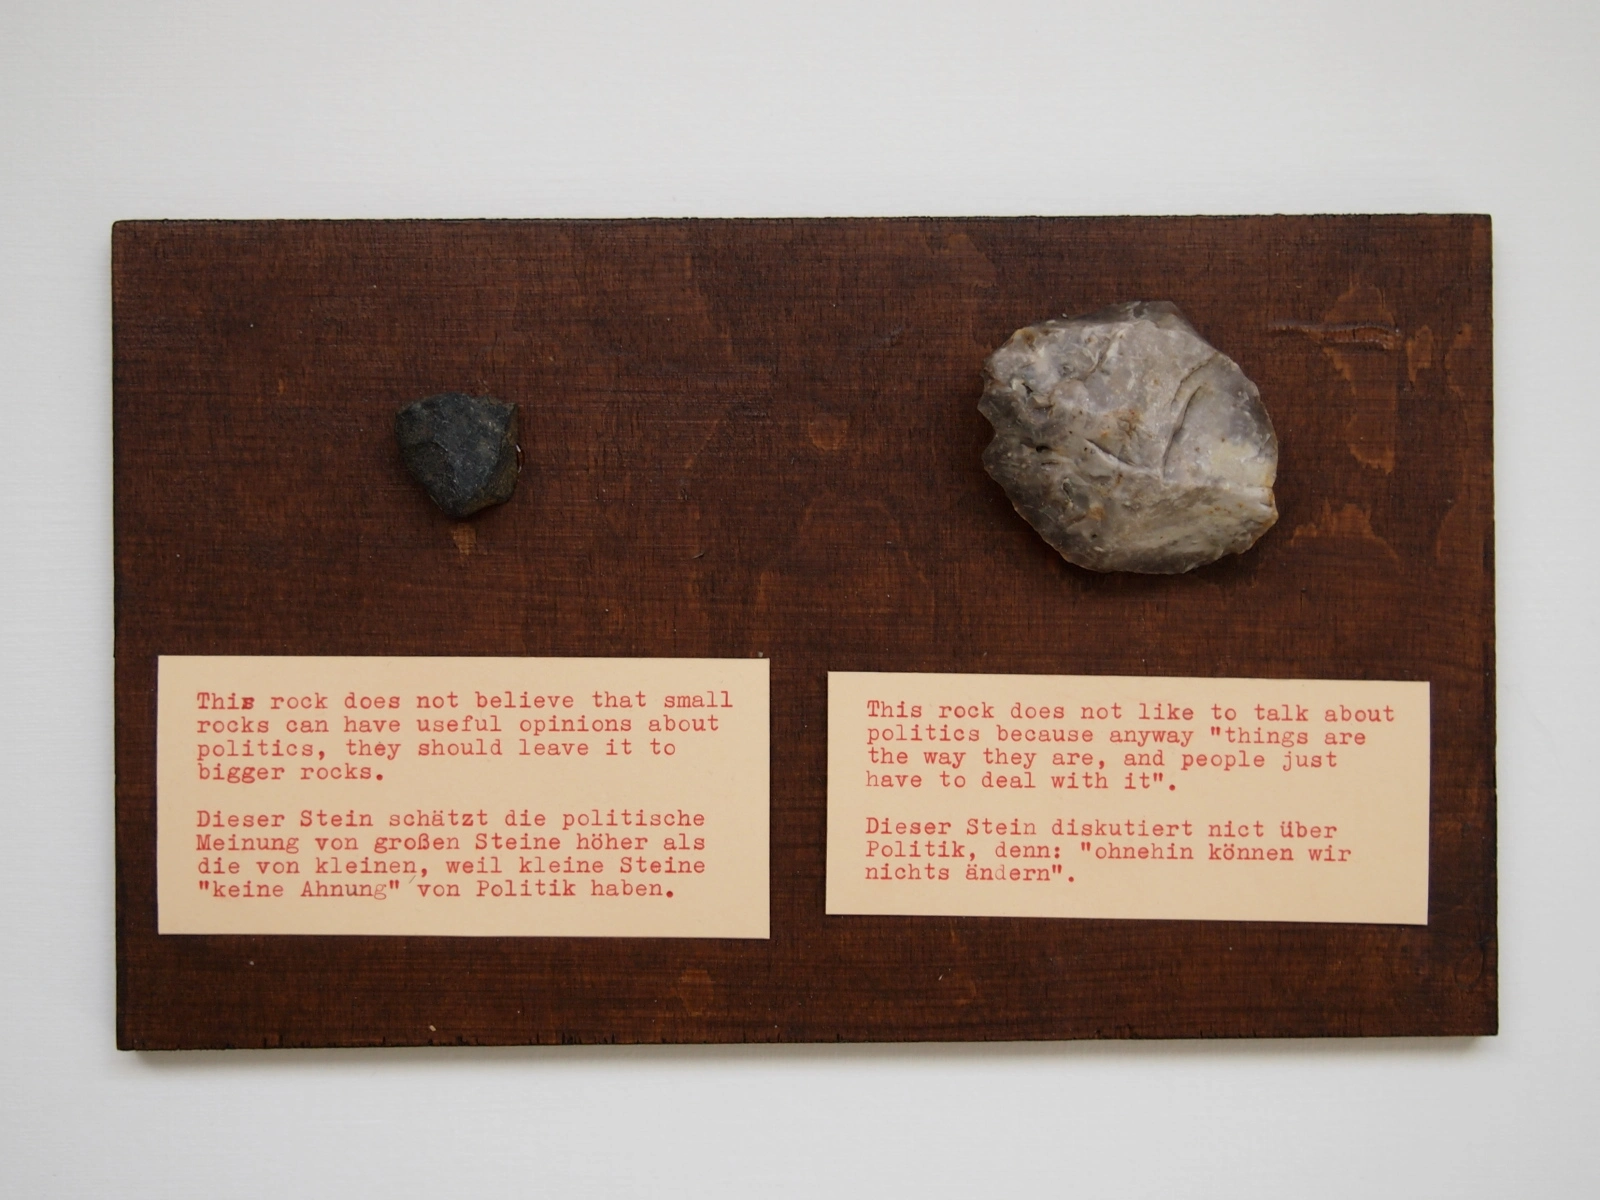 This rock does not believe that small
rocks can have useful opinions about
politics, they should leave it to
bigger rocks.
Dieser Stein schätzt die politische
Meinung von großen Steine höher als
die von kleinen, weil kleine Steine
"keine Ahnung" von Politik haben.
This rock does not like to talk about
politics because anyway "things are
the way they are, and people just
have to deal with it".
Dieser Stein diskutiert nict über
Politik, denn: "ohnehin können wir
nichts ändern".